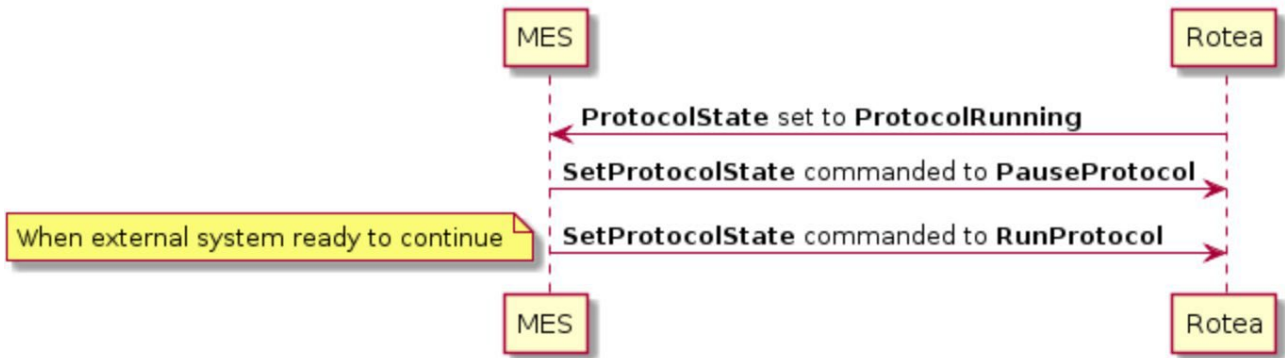 MES
Rotea
ProtocolState set to ProtocolRunning
SetProtocolState commanded to PauseProtocol
When external system ready to continue
SetProtocolState commanded to RunProtocol
MES
Rotea